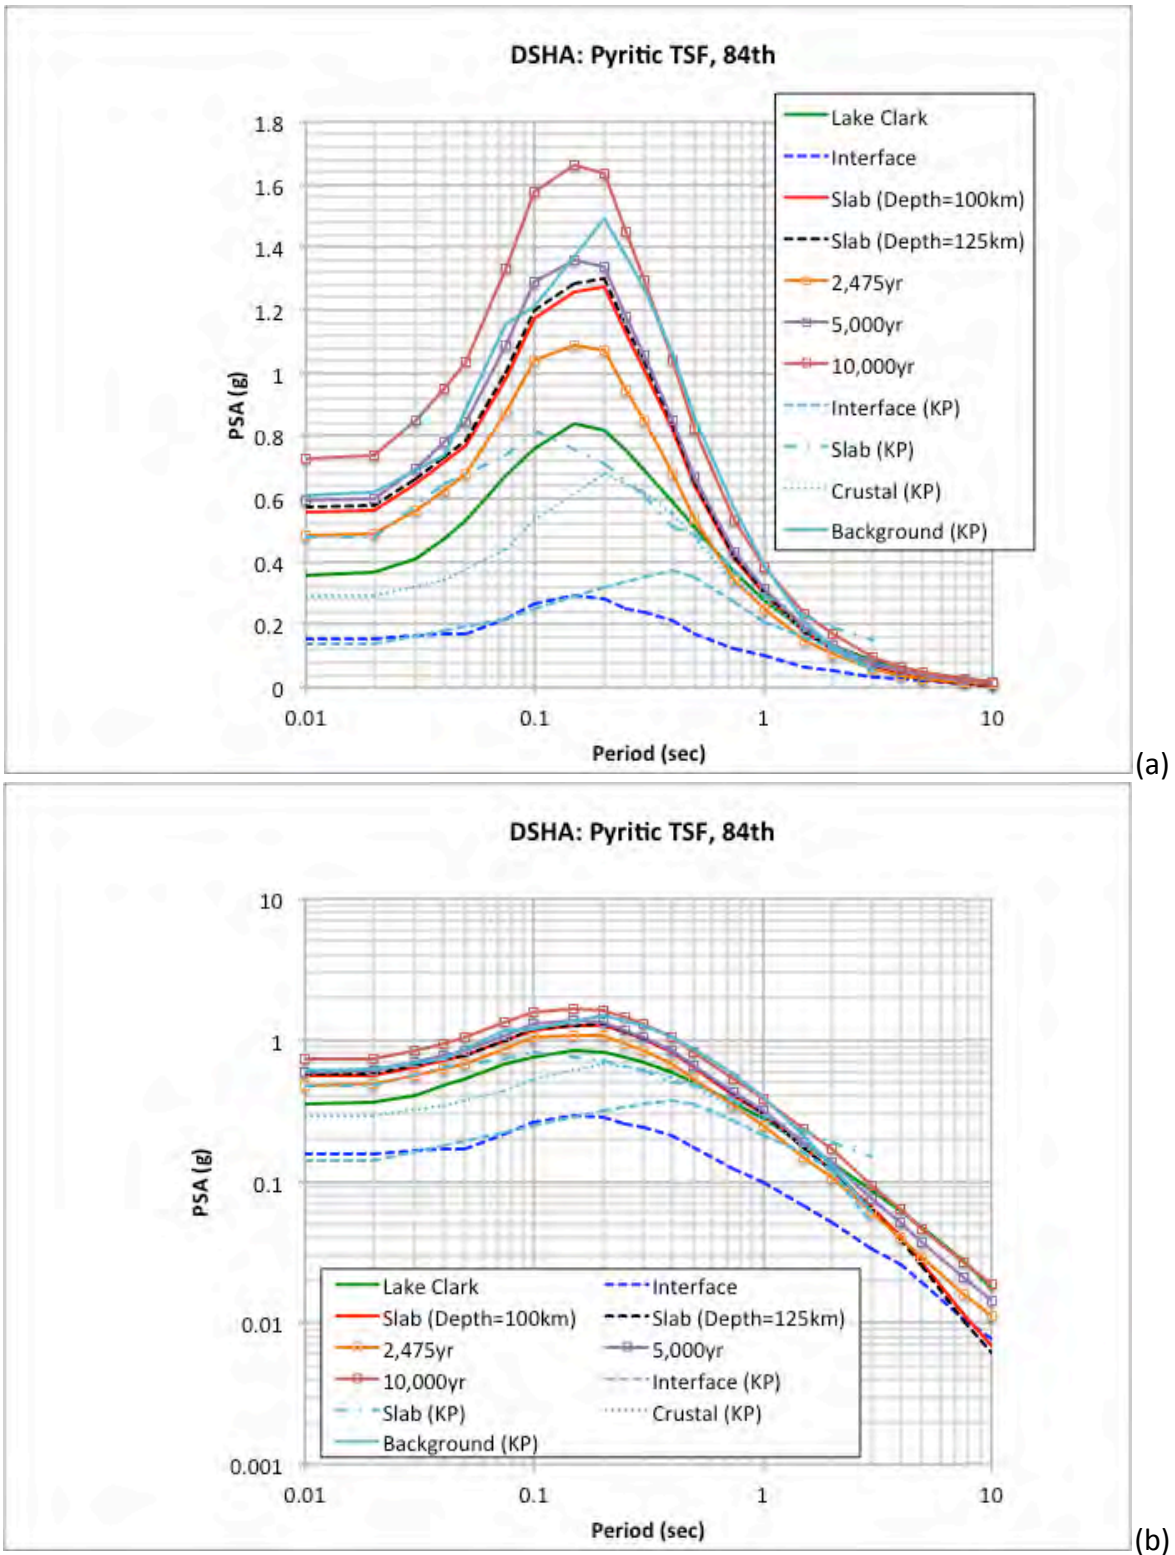 DSHA: Pyritic TSF, 84th
Lake Clark
Interface
Slab (Depth=100km)
Slab (Depth=125km)
2,475yr
5,000yr
10,000yr
Interface (KP)
Slab (KP)
Crustal (KP)
Background (KP)
1.8
1.6
1.4
1.2
1
0.8
0.6
0.4
0.2
0
PSA (g)
0.01 0.1 1 10
Period (sec)
(a)
DSHA: Pyritic TSF, 84th
10
1
0.1
0.01
0.001
PSA (g)
Lake Clark Interface
Slab (Depth=100km) Slab (Depth=125km)
2,475yr 5,000yr
10,000yr Interface (KP)
Slab (KP) Crustal (KP)
Background (KP)
0.01 0.1 1 10
Period (sec)
(b)